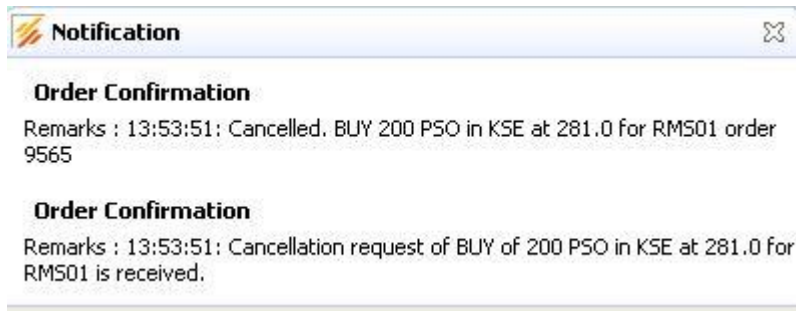 Notification
Order Confirmation
Remarks : 13:53:51: Cancelled. BUY 200 PSO in KSE at 281.0 for RMS01 order
9565
Order Confirmation
Remarks : 13:53:51: Cancellation request of BUY of 200 PSO in KSE at 281.0 for
RMS01 is received.